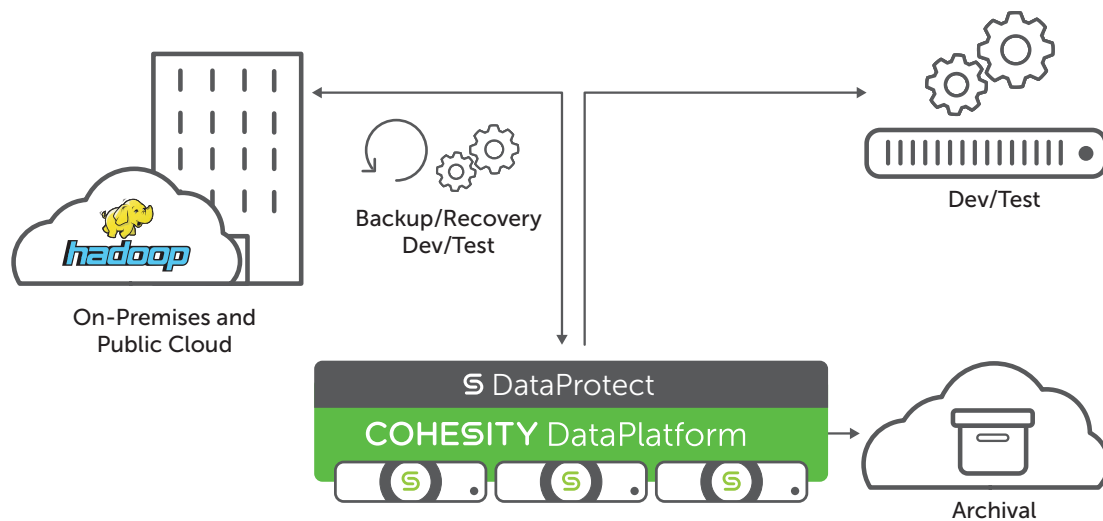 hadoop
On-Premises and
Public Cloud
Backup/Recovery
Dev/Test
Dev/Test
S DataProtect
COHESITY DataPlatform
S
S
S
Archival